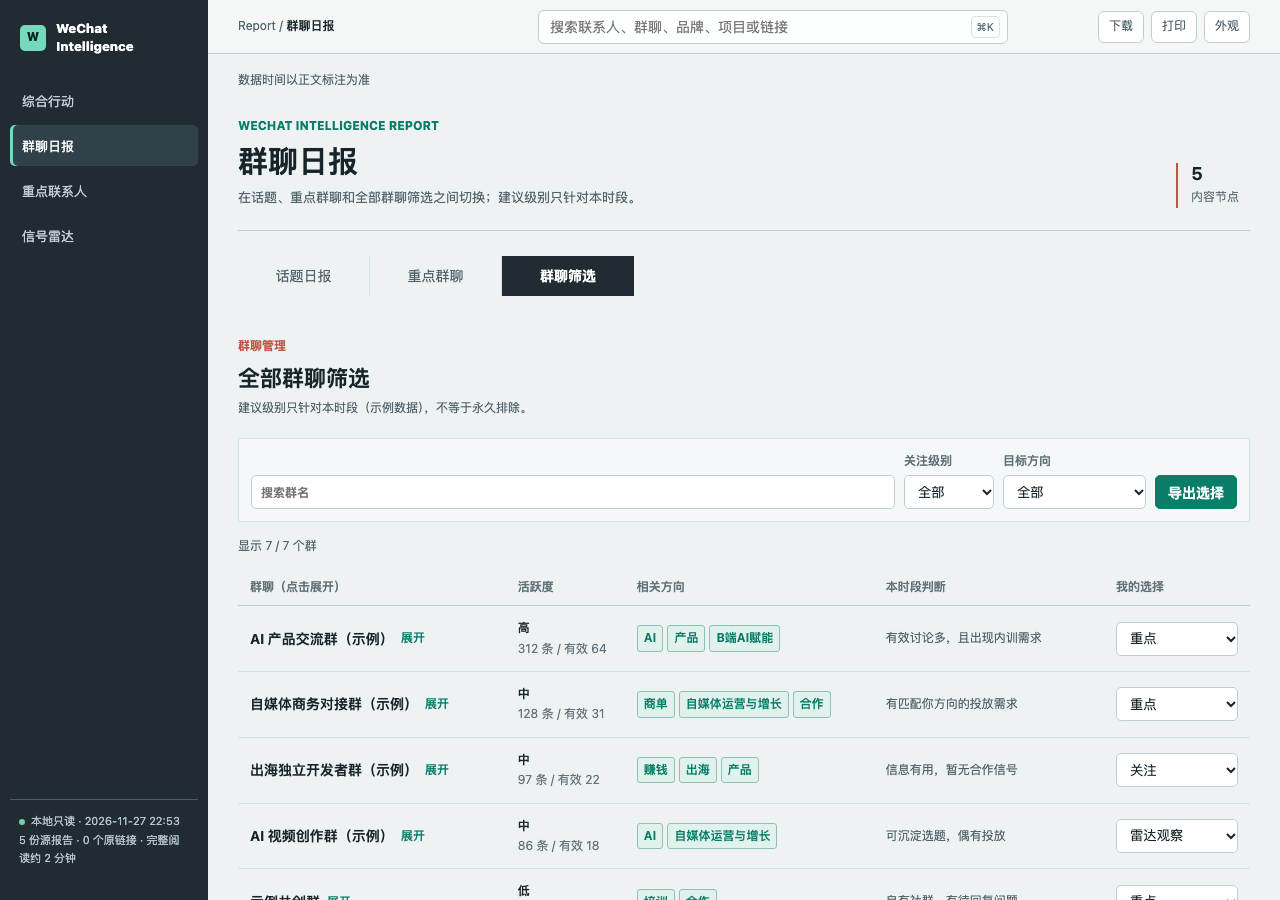 W
WeChat
Intelligence
综合行动
群聊日报
重点联系人
信号雷达
本地只读 · 2026-11-27 22:53
5 份源报告 · 0 个原链接 · 完整阅
读约 2 分钟
Report / 群聊日报
搜索联系人、群聊、品牌、项目或链接
⌘K
下载
打印
外观
数据时间以正文标注为准
WECHAT INTELLIGENCE REPORT
群聊日报
在话题、重点群聊和全部群聊筛选之间切换；建议级别只针对本时段。
5
内容节点
话题日报
重点群聊
群聊筛选
群聊管理
全部群聊筛选
建议级别只针对本时段（示例数据），不等于永久排除。
关注级别
目标方向
搜索群名
全部
全部
导出选择
显示 7 / 7 个群
群聊（点击展开） 活跃度 相关方向 本时段判断 我的选择
AI 产品交流群（示例） 展开
高
312 条 / 有效 64
AI 产品 B端AI赋能
有效讨论多，且出现内训需求
重点
自媒体商务对接群（示例） 展开
中
128 条 / 有效 31
商单 自媒体运营与增长 合作
有匹配你方向的投放需求
重点
出海独立开发者群（示例） 展开
中
97 条 / 有效 22
赚钱 出海 产品
信息有用，暂无合作信号
关注
AI 视频创作群（示例） 展开
中
86 条 / 有效 18
AI 自媒体运营与增长
可沉淀选题，偶有投放
雷达观察
低